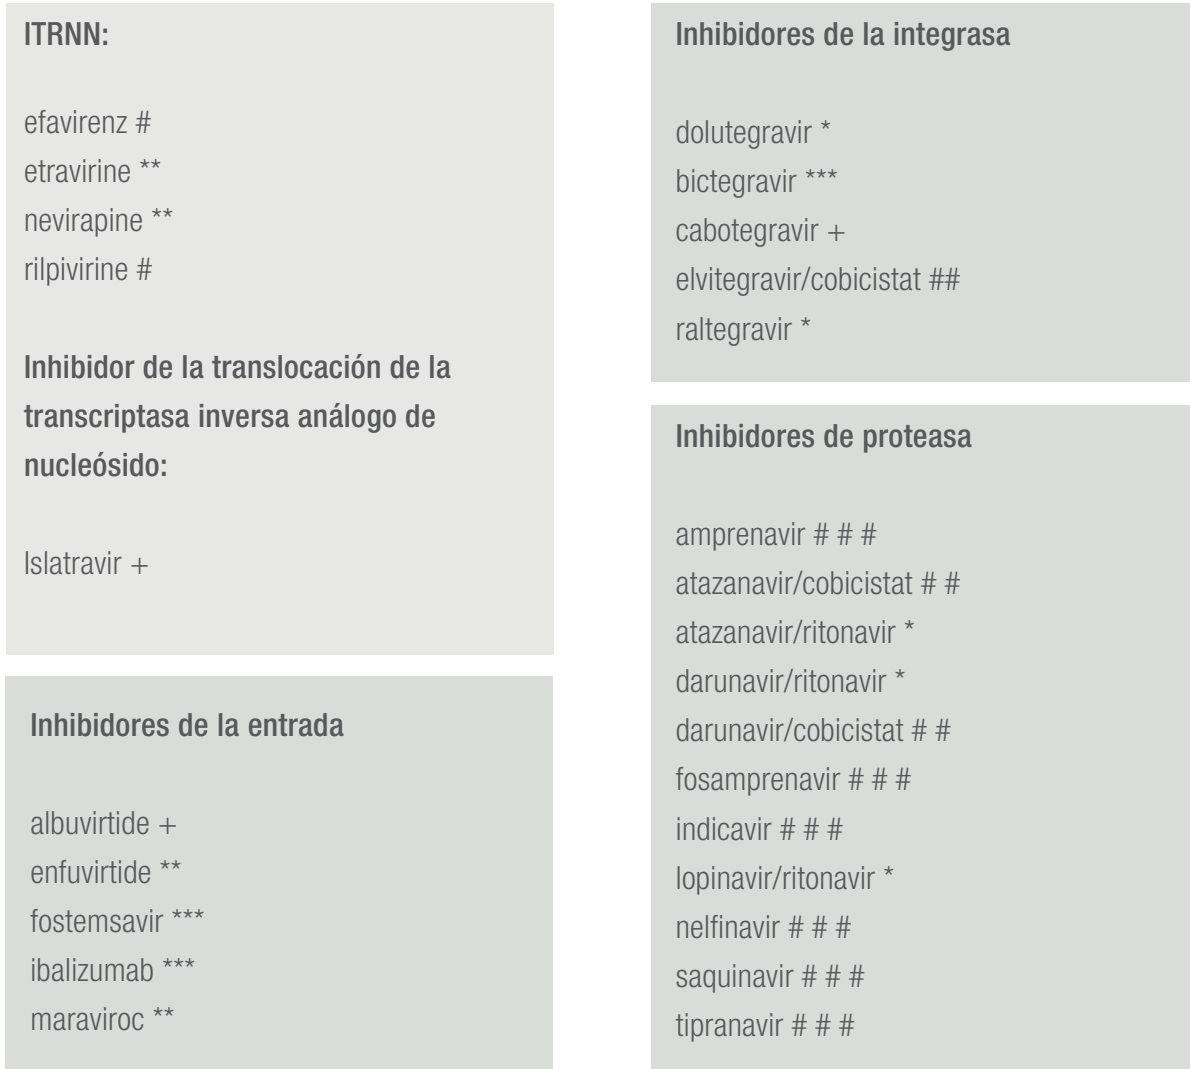 ITRNN:
efavirenz #
etravirine **
nevirapine **
rilpivirine #
Inhibidor de la translocación de la
transcriptasa inversa análogo de
nucleósido:
Islatravir +
Inhibidores de la entrada
albuvirtide +
enfuvirtide **
fostemsavir ***
ibalizumab ***
maraviroc **
Inhibidores de la integrasa
dolutegravir *
bictegravir ***
cabotegravir +
elvitegravir/cobicistat ##
raltegravir *
Inhibidores de proteasa
amprenavir # # #
atazanavir/cobicistat # #
atazanavir/ritonavir *
darunavir/ritonavir *
darunavir/cobicistat # #
fosamprenavir # # #
indicavir # # #
lopinavir/ritonavir *
nelfinavir # # #
saquinavir # # #
tipranavir # # #